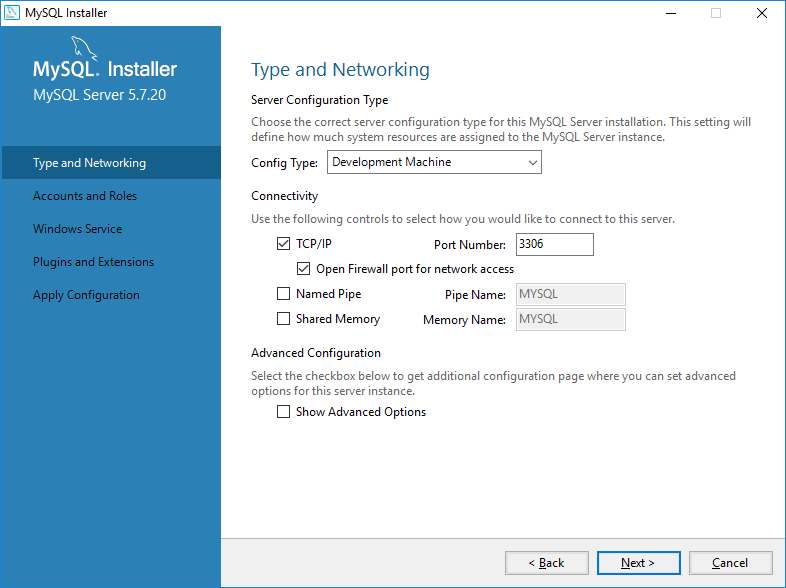 MySQL Installer
MySQL. Installer
MySQL Server 5.7.20
Type and Networking
Accounts and Roles
Windows Service
Plugins and Extensions
Apply Configuration
Type and Networking
Server Configuration Type
Choose the correct server configuration type for this MySQL Server installation. This setting will
define how much system resources are assigned to the MySQL Server instance.
Config Type: Development Machine
Connectivity
Use the following controls to select how you would like to connect to this server.
TCP/IP Port Number: 3306
Open Firewall port for network access
Named Pipe Pipe Name: MYSQL
Shared Memory Memory Name: MYSQL
Advanced Configuration
Select the checkbox below to get additional configuration page where you can set advanced
options for this server instance.
Show Advanced Options
< Back Next > Cancel